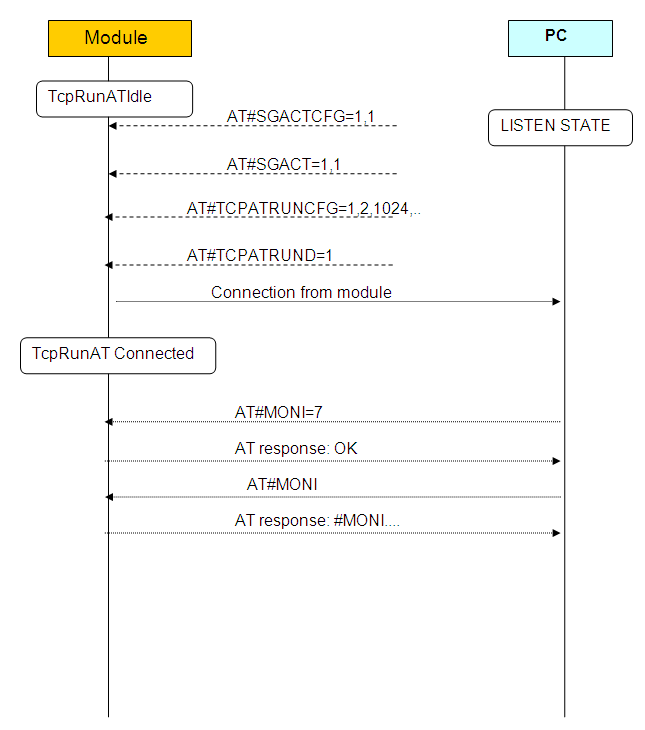 Module
PC
TcpRunATIdle
AT#SGACTCFG=1,1
LISTEN STATE
AT#SGACT=1,1
AT#TCPATRUNCFG=1,2,1024,..
AT#TCPATRUND=1
Connection from module
TcpRunAT Connected
AT#MONI=7
AT response: OK
AT#MONI
AT response: #MONI....